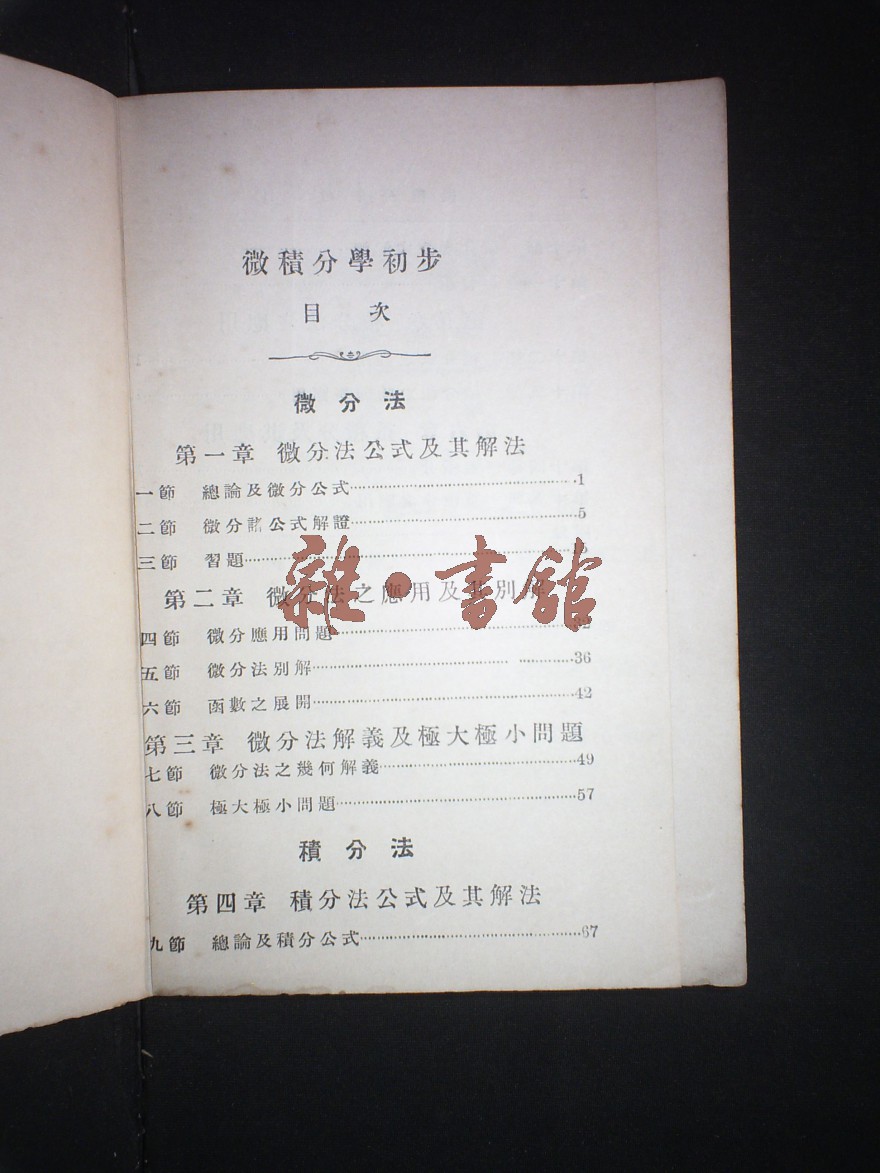 微積分學初步
目次
微分法
第一章 微分法公式及其解法
一節 總論及微分公式 1
二節 微分諸公式解證 5
三節 習題
雜·書館
第二章 微分法之應用及其別解
四節 微分應用問題
五節 微分法別解 36
六節 函數之展開 42
第三章 微分法解義及極大極小問題
七節 微分法之幾何解義 49
八節 極大極小問題 57
積分法
第四章 積分法公式及其解法
九節 總論及積分公式 67